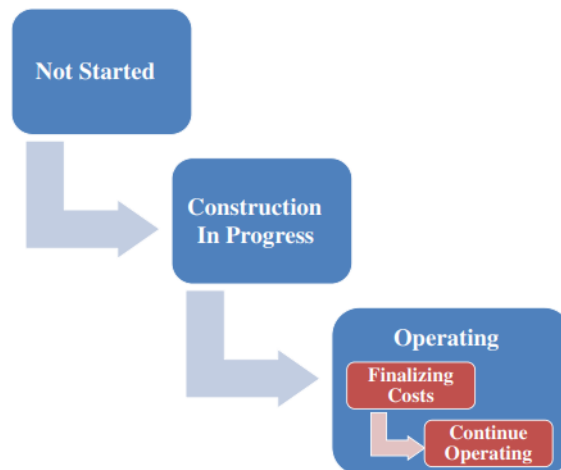 Not Started
Construction
In Progress
Operating
Finalizing
Costs
Continue
Operating